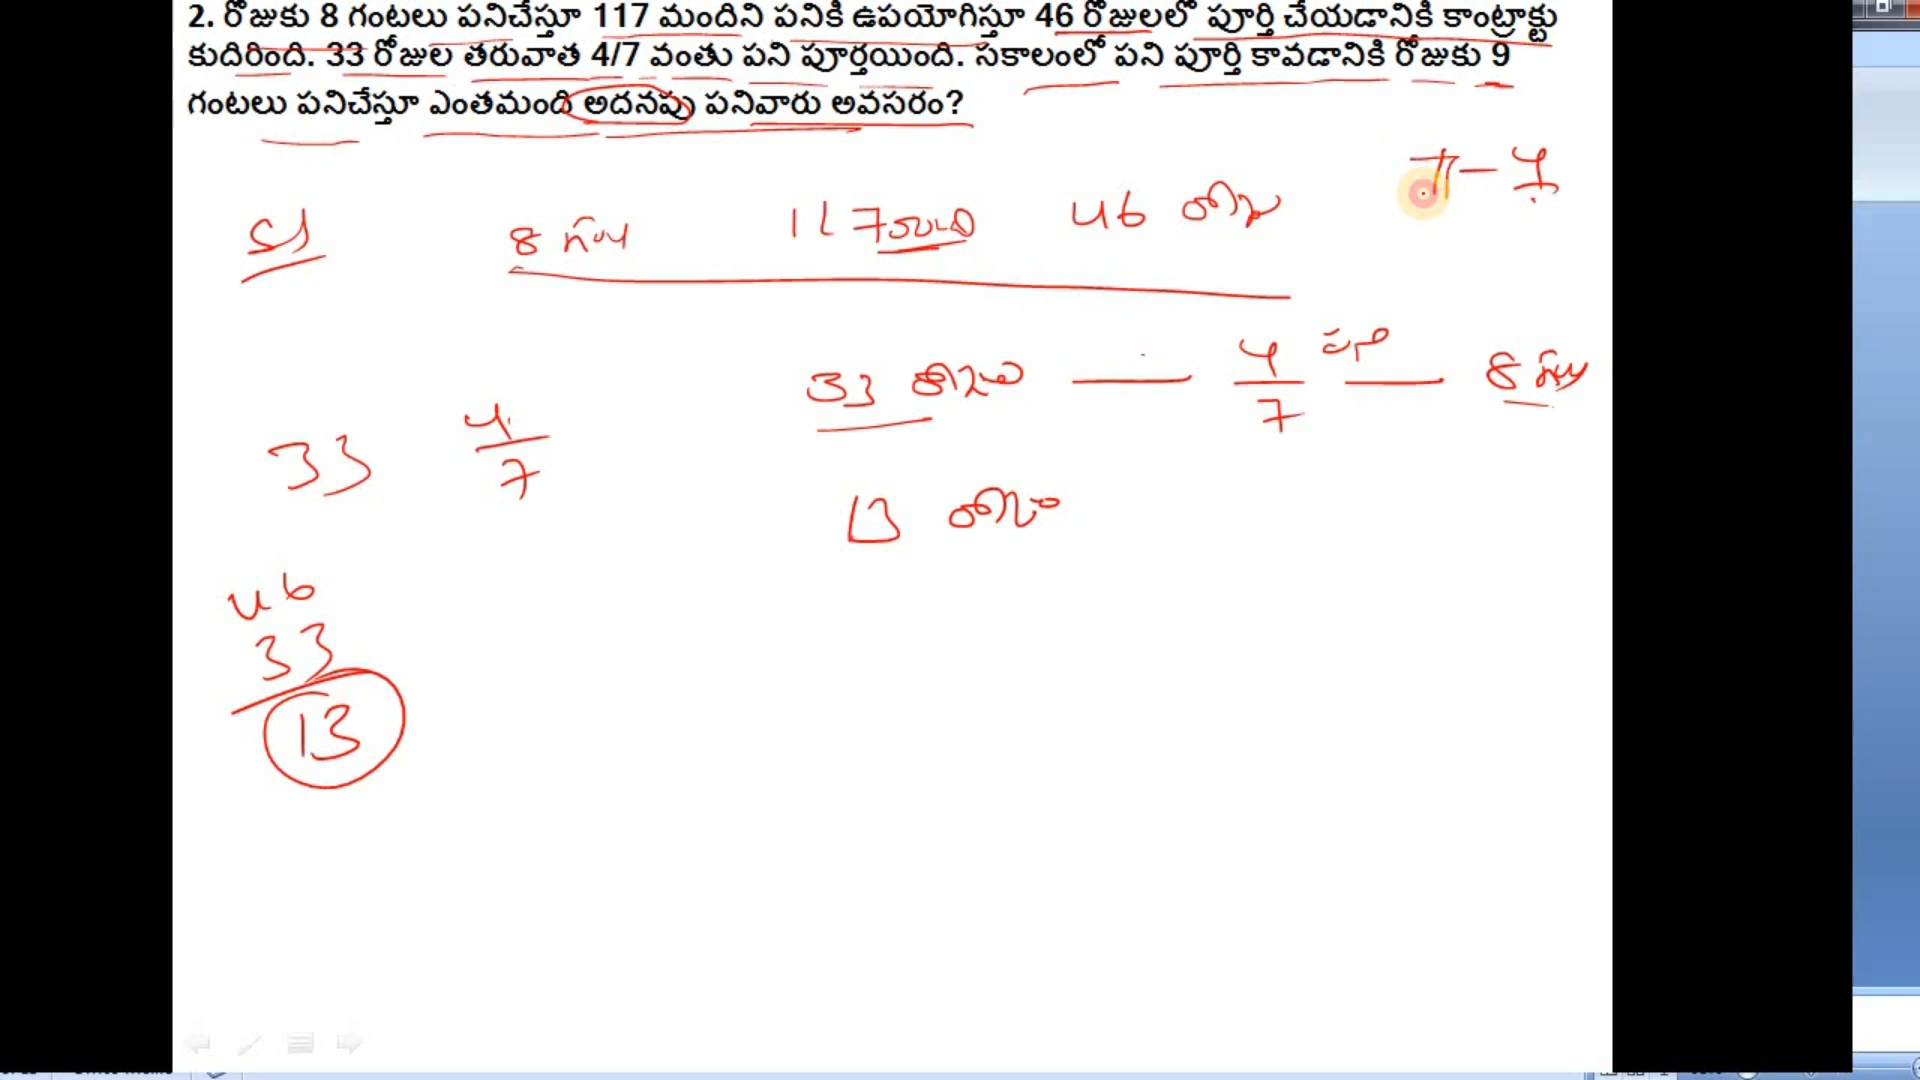 2. రోజుకు 8 గంటలు పనిచేస్తూ 117 మందిని పనికి ఉపయోగిస్తూ 46 రోజులలో పూర్తి చేయడానికి కాంట్రాక్టు
కుదిరింది. 33 రోజుల తరువాత 4/7 వంతు పని పూర్తయింది. సకాలంలో పని పూర్తి కావడానికి రోజుకు 9
గంటలు పనిచేస్తూ ఎంతమంది అదనపు పనివారు అవసరం?
8 117 46
33 4/7 8
33 4/7
13
46
33
13